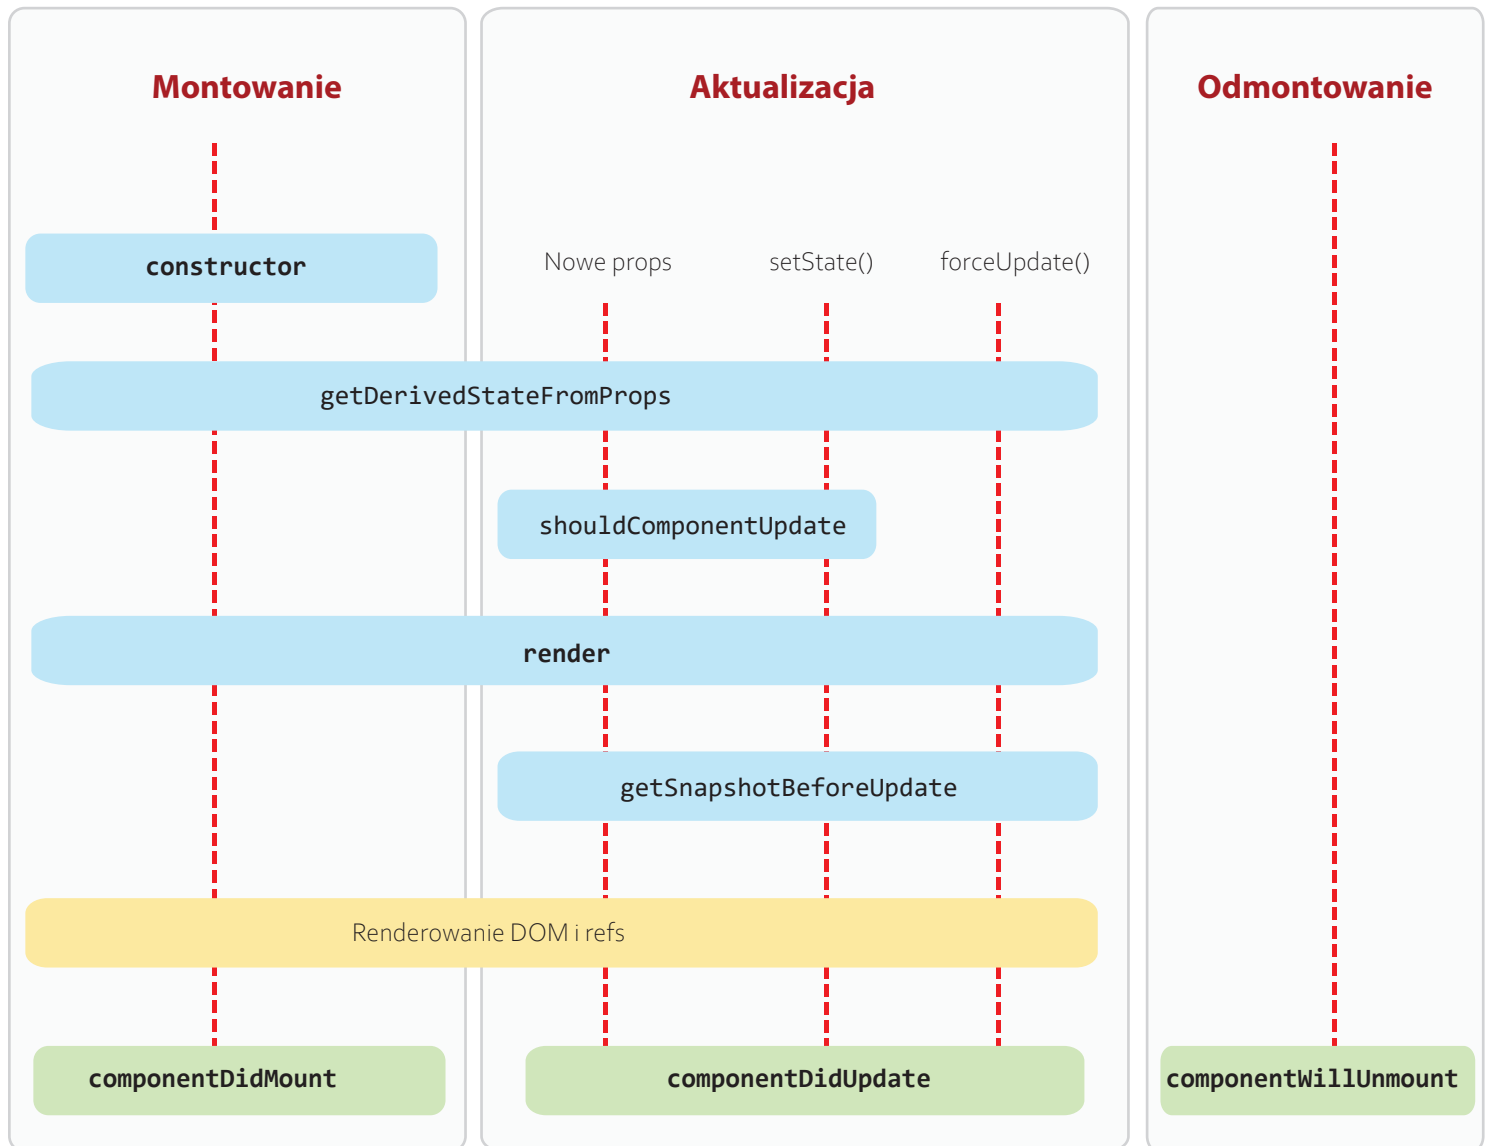 Montowanie
Aktualizacja
Odmontowanie
constructor
Nowe props
setState()
forceUpdate()
getDerivedStateFromProps
shouldComponentUpdate
render
getSnapshotBeforeUpdate
Renderowanie DOM i refs
componentDidMount
componentDidUpdate
componentWillUnmount